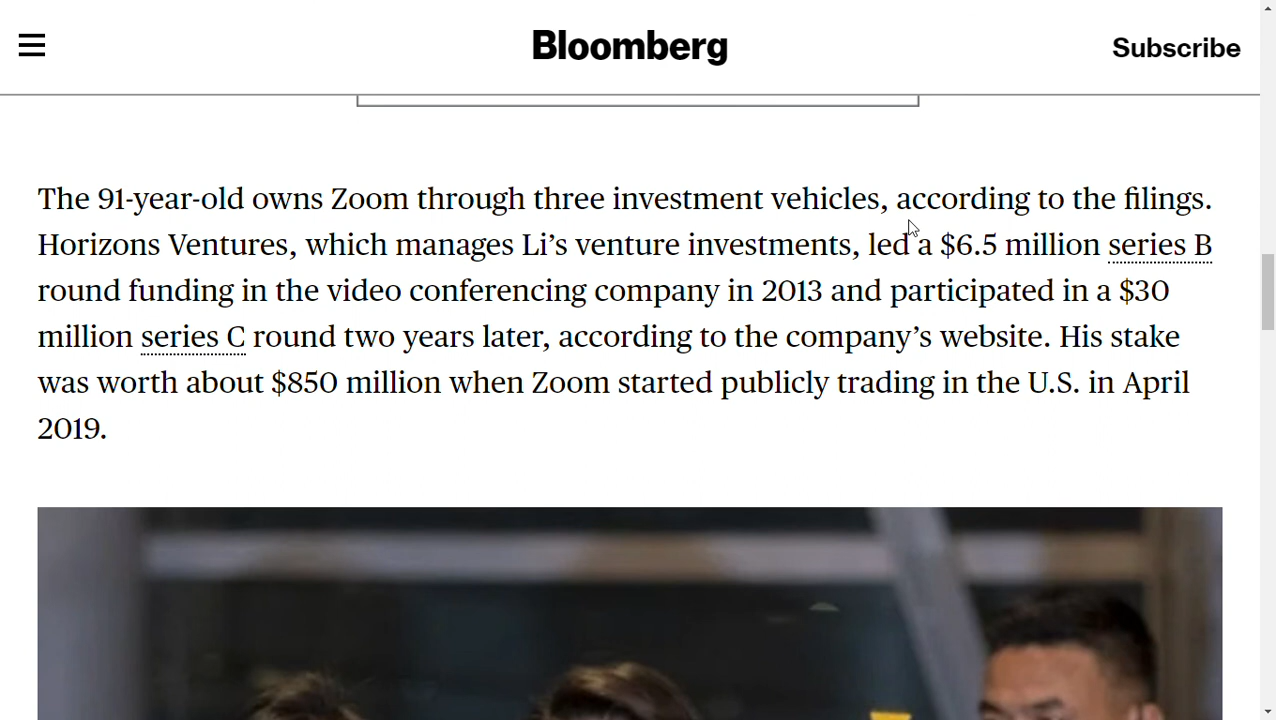 Bloomberg
Subscribe
The 91-year-old owns Zoom through three investment vehicles, according to the filings.
Horizons Ventures, which manages Li’s venture investments, led a $6.5 million series B
round funding in the video conferencing company in 2013 and participated in a $30
million series C round two years later, according to the company’s website. His stake
was worth about $850 million when Zoom started publicly trading in the U.S. in April
2019.